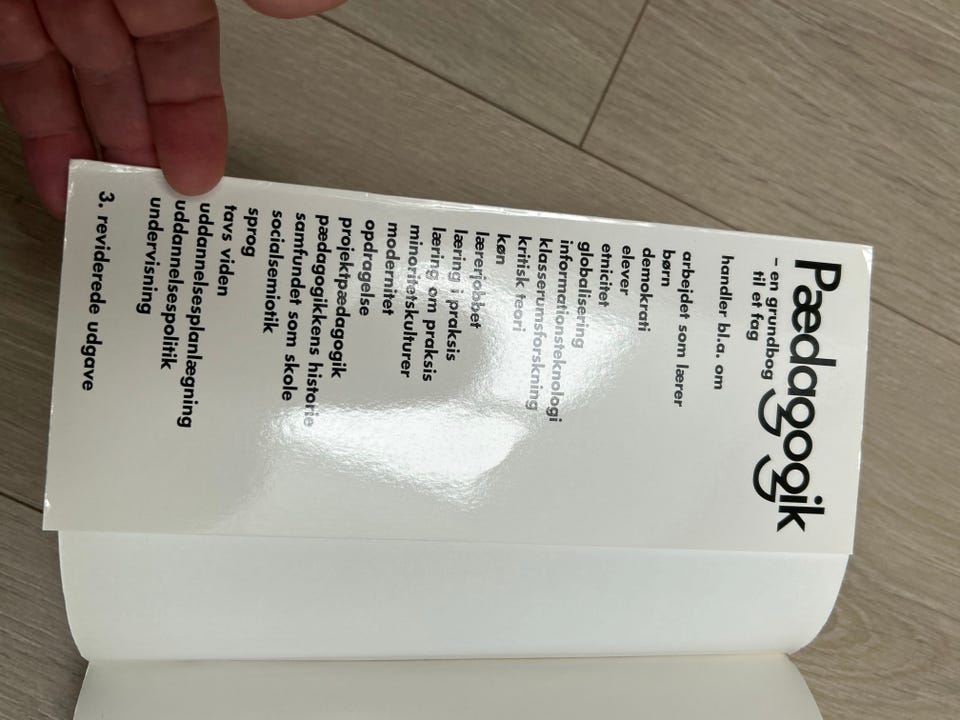 Pædagogik
– en grundbog
til et fag
handler bl.a. om
arbejdet som lærer
børn
demokrati
elever
etnicitet
globalisering
informationsteknologi
klasserumsforskning
kritisk teori
køn
lærerjobbet
læring i praksis
læring om praksis
minoritetskulturer
modernitet
opdragelse
projektpædagogik
pædagogikkens historie
samfundet som skole
socialsemiotik
sprog
tavs viden
uddannelsesplanlægning
uddannelsespolitik
undervisning
3. reviderede udgave